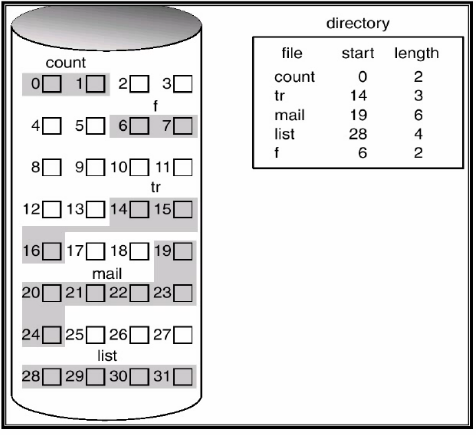 count
0 1 2 3
f
4 5 6 7
8 9 10 11
tr
12 13 14 15
16 17 18 19
mail
20 21 22 23
24 25 26 27
list
28 29 30 31
directory
file start length
count 0 2
tr 14 3
mail 19 6
list 28 4
f 6 2